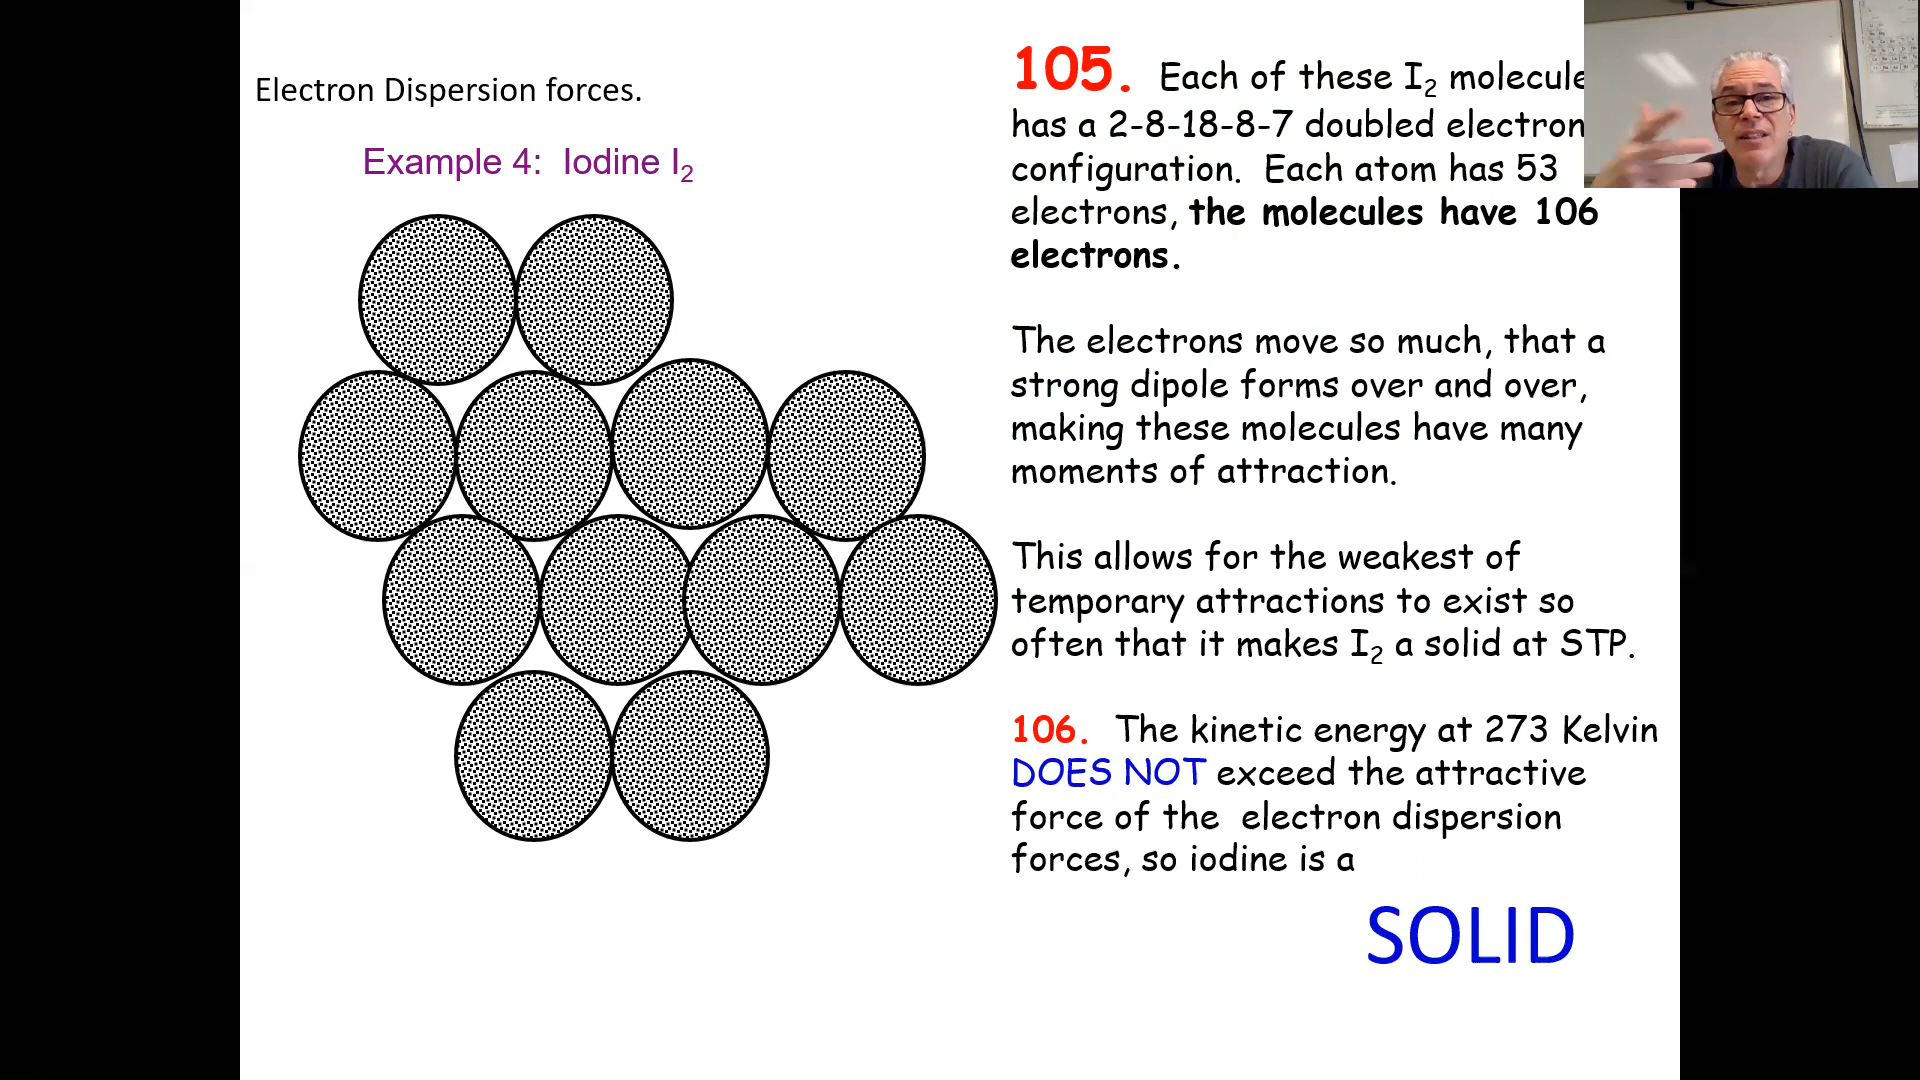 Electron Dispersion forces.
Example 4:  Iodine I₂
105.  Each of these I₂ molecule
has a 2-8-18-8-7 doubled electron
configuration.  Each atom has 53
electrons, the molecules have 106
electrons.
The electrons move so much, that a
strong dipole forms over and over,
making these molecules have many
moments of attraction.
This allows for the weakest of
temporary attractions to exist so
often that it makes I₂ a solid at STP.
106.  The kinetic energy at 273 Kelvin
DOES NOT exceed the attractive
force of the  electron dispersion
forces, so iodine is a
SOLID